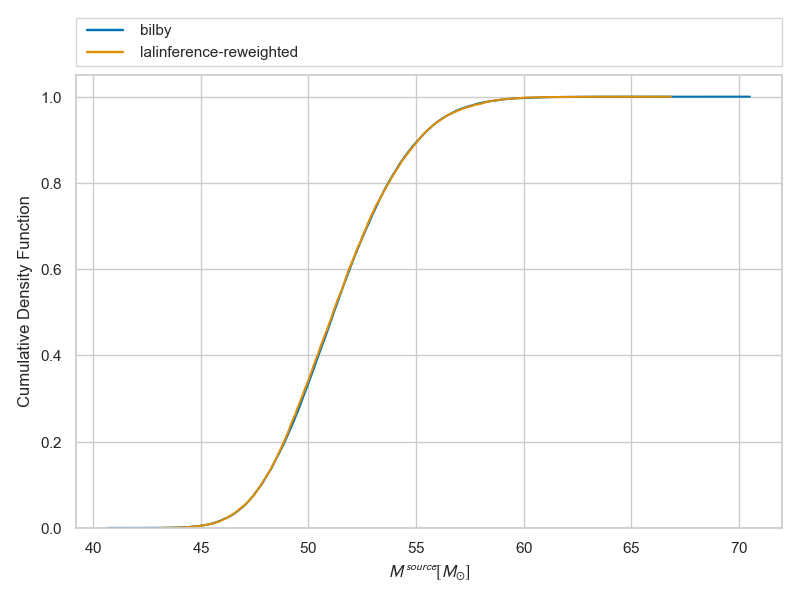 bilby
lalinference-reweighted
1.0
0.8
0.6
0.4
0.2
0.0
Cumulative Density Function
40 45 50 55 60 65 70
M^source[M_⊙]